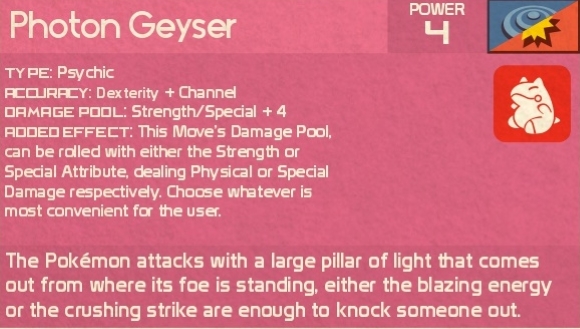 Photon Geyser
POWER
4
TYPE: Psychic
ACCURACY: Dexterity + Channel
DAMAGE POOL: Strength/Special + 4
ADDED EFFECT: This Move's Damage Pool,
can be rolled with either the Strength or
Special Attribute, dealing Physical or Special
Damage respectively. Choose whatever is
most convenient for the user.
The Pokémon attacks with a large pillar of light that comes
out from where its foe is standing, either the blazing energy
or the crushing strike are enough to knock someone out.